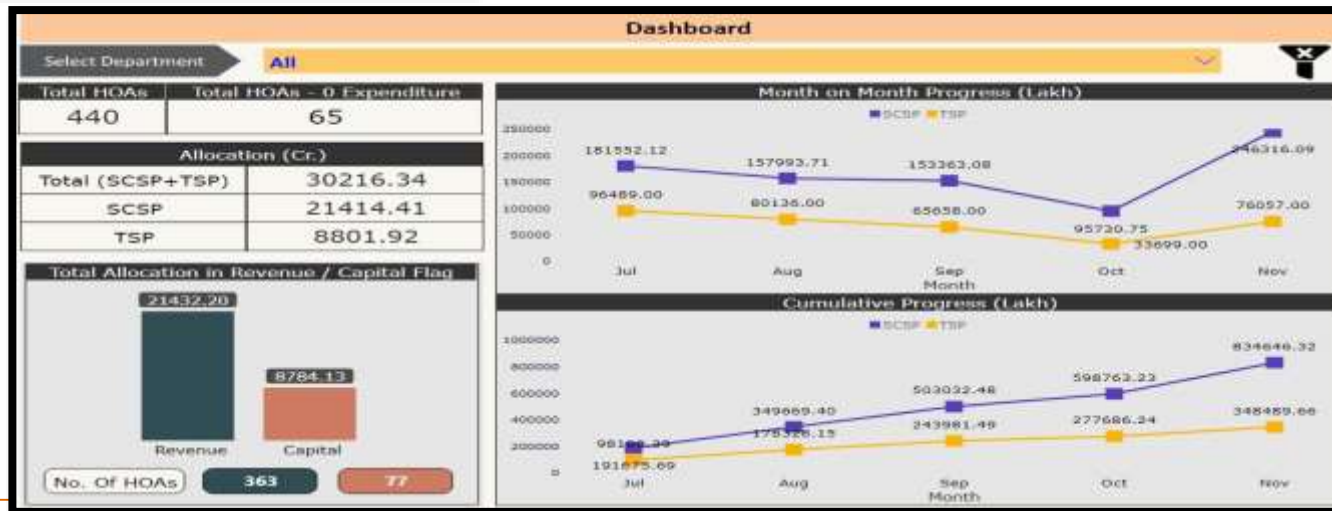 Dashboard
Select Department
All
Total HOAs Total HOAs - 0 Expenditure
440 65
Allocation (Cr.)
Total (SCSP+TSP) 30216.34
SCSP 21414.41
TSP 8801.92
Total Allocation in Revenue / Capital Flag
21432.20
8784.13
Revenue Capital
No. Of HOAs 363 77
Month on Month Progress (Lakh)
SCSP TSP
250000
200000
150000
100000
50000
0
181552.12 157993.71 153363.08 95720.75 246316.09
96489.00 80136.00 65658.00 33699.00 76057.00
Jul Aug Sep Oct Nov
Month
Cumulative Progress (Lakh)
SCSP TSP
1000000
800000
600000
400000
200000
0
191675.69 349669.40 503032.48 598763.23 834646.32
243981.49 277686.24 348489.66
Jul Aug Sep Oct Nov
Month